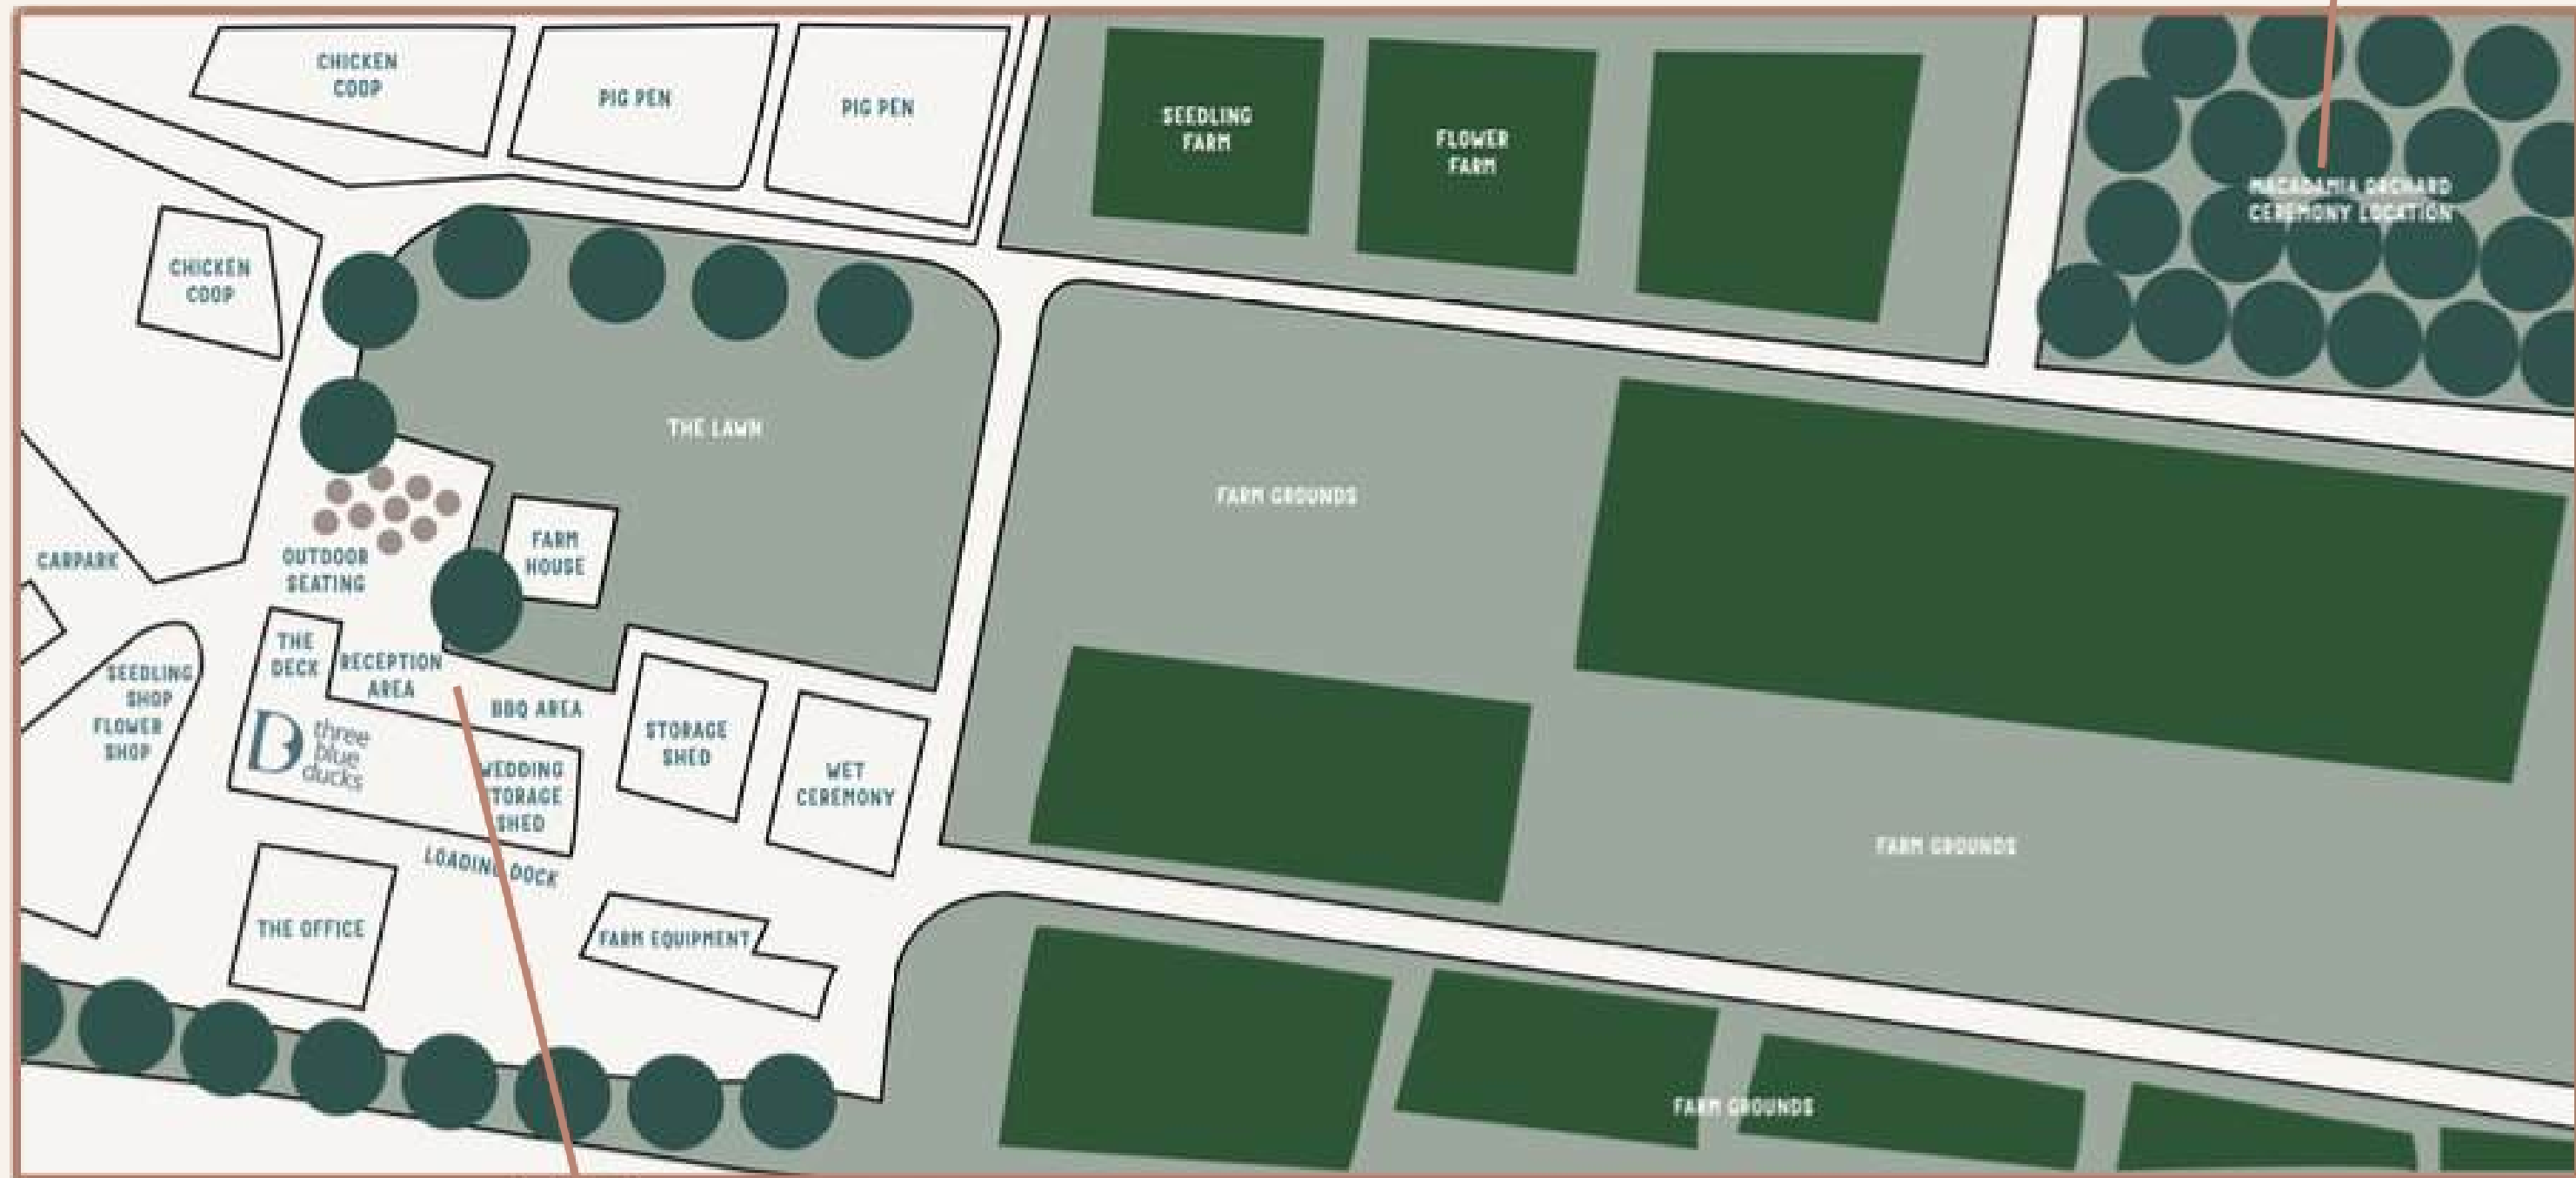 CHICKEN
COOP
PIG PEN
PIG PEN
SEEDLING
FARM
FLOWER
FARM
MACADAMIA ORCHARD
CEREMONY LOCATION
CHICKEN
COOP
THE LAWN
FARM GROUNDS
FARM
HOUSE
CARPARK
OUTDOOR
SEATING
THE
DECK
RECEPTION
AREA
SEEDLING
SHOP
FLOWER
SHOP
BBQ AREA
three
blue
ducks
STORAGE
SHED
WEDDING
STORAGE
SHED
WET
CEREMONY
LOADING DOCK
FARM GROUNDS
THE OFFICE
FARM EQUIPMENT
FARM GROUNDS